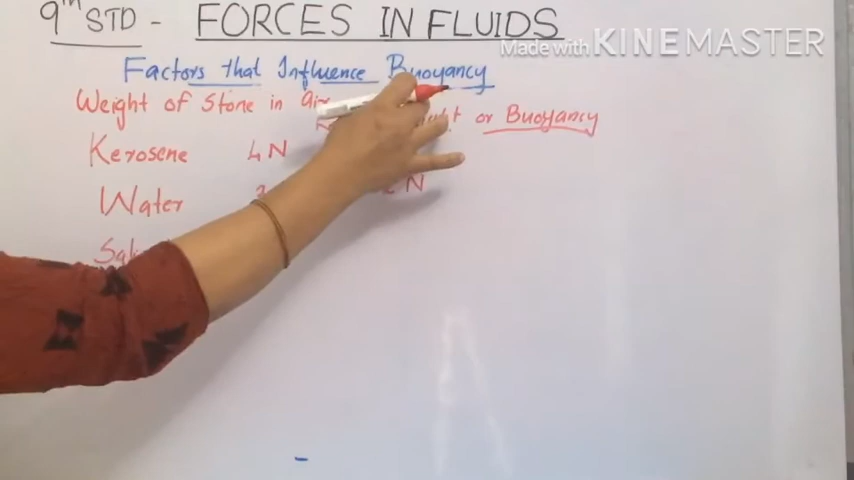 9th STD - FORCES IN FLUIDS
Made with KINEMASTER
Factors that Influence Buoyancy
Weight of Stone in air
or Buoyancy
Kerosene 4N
Water N